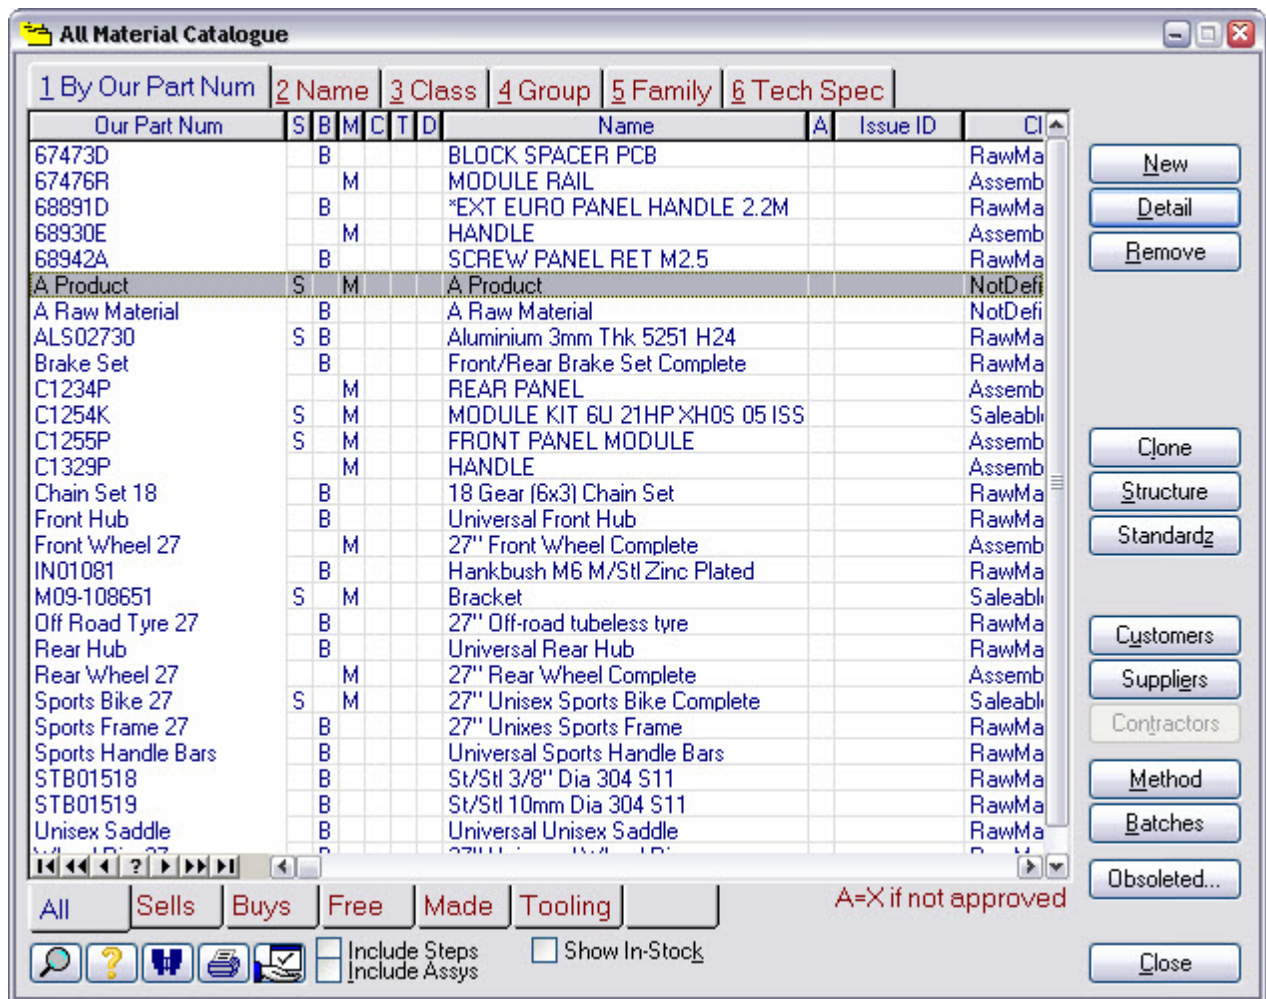 All Material Catalogue
1 By Our Part Num 2 Name 3 Class 4 Group 5 Family 6 Tech Spec
Our Part Num S B M C T D Name A Issue ID Cl
67473D B BLOCK SPACER PCB RawMa
67476R M MODULE RAIL Assemb
68891D B *EXT EURO PANEL HANDLE 2.2M RawMa
68930E M HANDLE Assemb
68942A B SCREW PANEL RET M2.5 RawMa
A Product S M A Product NotDefi
A Raw Material B A Raw Material NotDefi
ALS02730 S B Aluminium 3mm Thk 5251 H24 RawMa
Brake Set B Front/Rear Brake Set Complete RawMa
C1234P M REAR PANEL Assemb
C1254K S M MODULE KIT 6U 21HP XH0S 05 ISS Saleabl
C1255P S M FRONT PANEL MODULE Assemb
C1329P M HANDLE Assemb
Chain Set 18 B 18 Gear (6x3) Chain Set RawMa
Front Hub B Universal Front Hub RawMa
Front Wheel 27 M 27" Front Wheel Complete Assemb
IN01081 B Hankbush M6 M/Stl Zinc Plated RawMa
M09-108651 S M Bracket Saleabl
Off Road Tyre 27 B 27" Off-road tubeless tyre RawMa
Rear Hub B Universal Rear Hub RawMa
Rear Wheel 27 M 27" Rear Wheel Complete Assemb
Sports Bike 27 S M 27" Unisex Sports Bike Complete Saleabl
Sports Frame 27 B 27" Unixes Sports Frame RawMa
Sports Handle Bars B Universal Sports Handle Bars RawMa
STB01518 B St/Stl 3/8" Dia 304 S11 RawMa
STB01519 B St/Stl 10mm Dia 304 S11 RawMa
Unisex Saddle B Universal Unisex Saddle RawMa
?
All Sells Buys Free Made Tooling
A=X if not approved
Include Steps
Include Assys
Show In-Stock
New
Detail
Remove
Clone
Structure
Standardz
Customers
Suppliers
Contractors
Method
Batches
Obsoleted...
Close